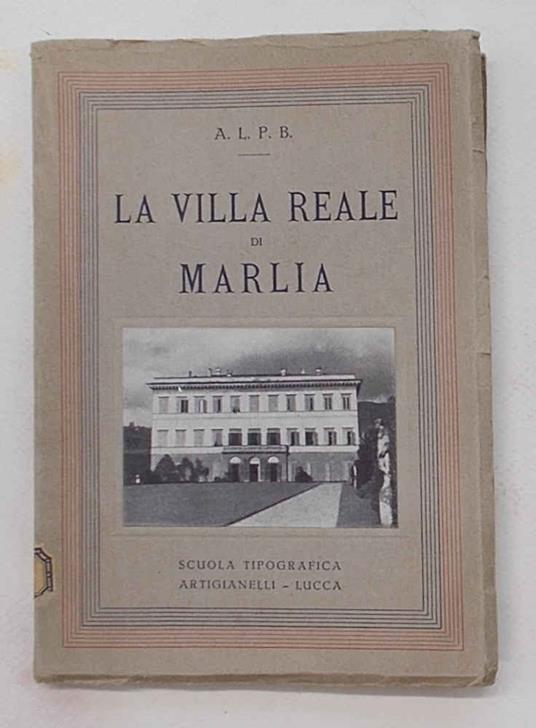 A. L. P. B.
LA VILLA REALE
DI
MARLIA
SCUOLA TIPOGRAFICA
ARTIGIANELLI - LUCCA